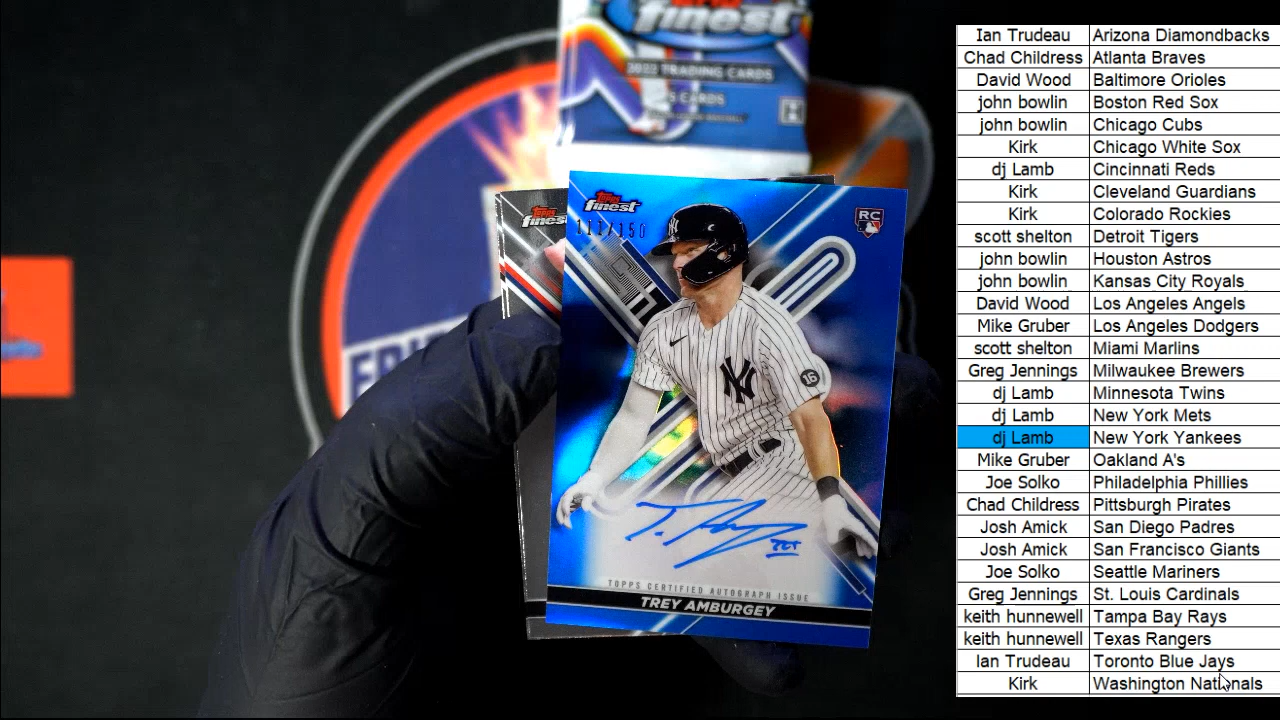 finest
2022 TRADING CARDS
CARDS
Topps
finest
111/150
RC
Topps
finest
NY
16
TOPPS CERTIFIED AUTOGRAPH ISSUE
TREY AMBURGEY
Ian Trudeau Arizona Diamondbacks
Chad Childress Atlanta Braves
David Wood Baltimore Orioles
john bowlin Boston Red Sox
john bowlin Chicago Cubs
Kirk Chicago White Sox
dj Lamb Cincinnati Reds
Kirk Cleveland Guardians
Kirk Colorado Rockies
scott shelton Detroit Tigers
john bowlin Houston Astros
john bowlin Kansas City Royals
David Wood Los Angeles Angels
Mike Gruber Los Angeles Dodgers
scott shelton Miami Marlins
Greg Jennings Milwaukee Brewers
dj Lamb Minnesota Twins
dj Lamb New York Mets
dj Lamb New York Yankees
Mike Gruber Oakland A's
Joe Solko Philadelphia Phillies
Chad Childress Pittsburgh Pirates
Josh Amick San Diego Padres
Josh Amick San Francisco Giants
Joe Solko Seattle Mariners
Greg Jennings St. Louis Cardinals
keith hunnewell Tampa Bay Rays
keith hunnewell Texas Rangers
Ian Trudeau Toronto Blue Jays
Kirk Washington Nationals